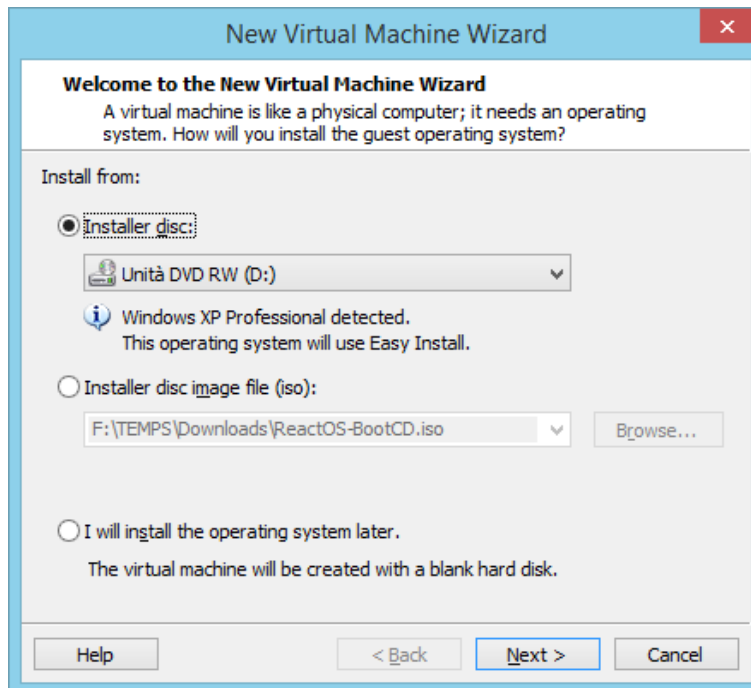 New Virtual Machine Wizard
Welcome to the New Virtual Machine Wizard
A virtual machine is like a physical computer; it needs an operating
system. How will you install the guest operating system?
Install from:
Installer disc:
Unità DVD RW (D:)
Windows XP Professional detected.
This operating system will use Easy Install.
Installer disc image file (iso):
F:\TEMPS\Downloads\ReactOS-BootCD.iso
Browse...
I will install the operating system later.
The virtual machine will be created with a blank hard disk.
Help
< Back
Next >
Cancel